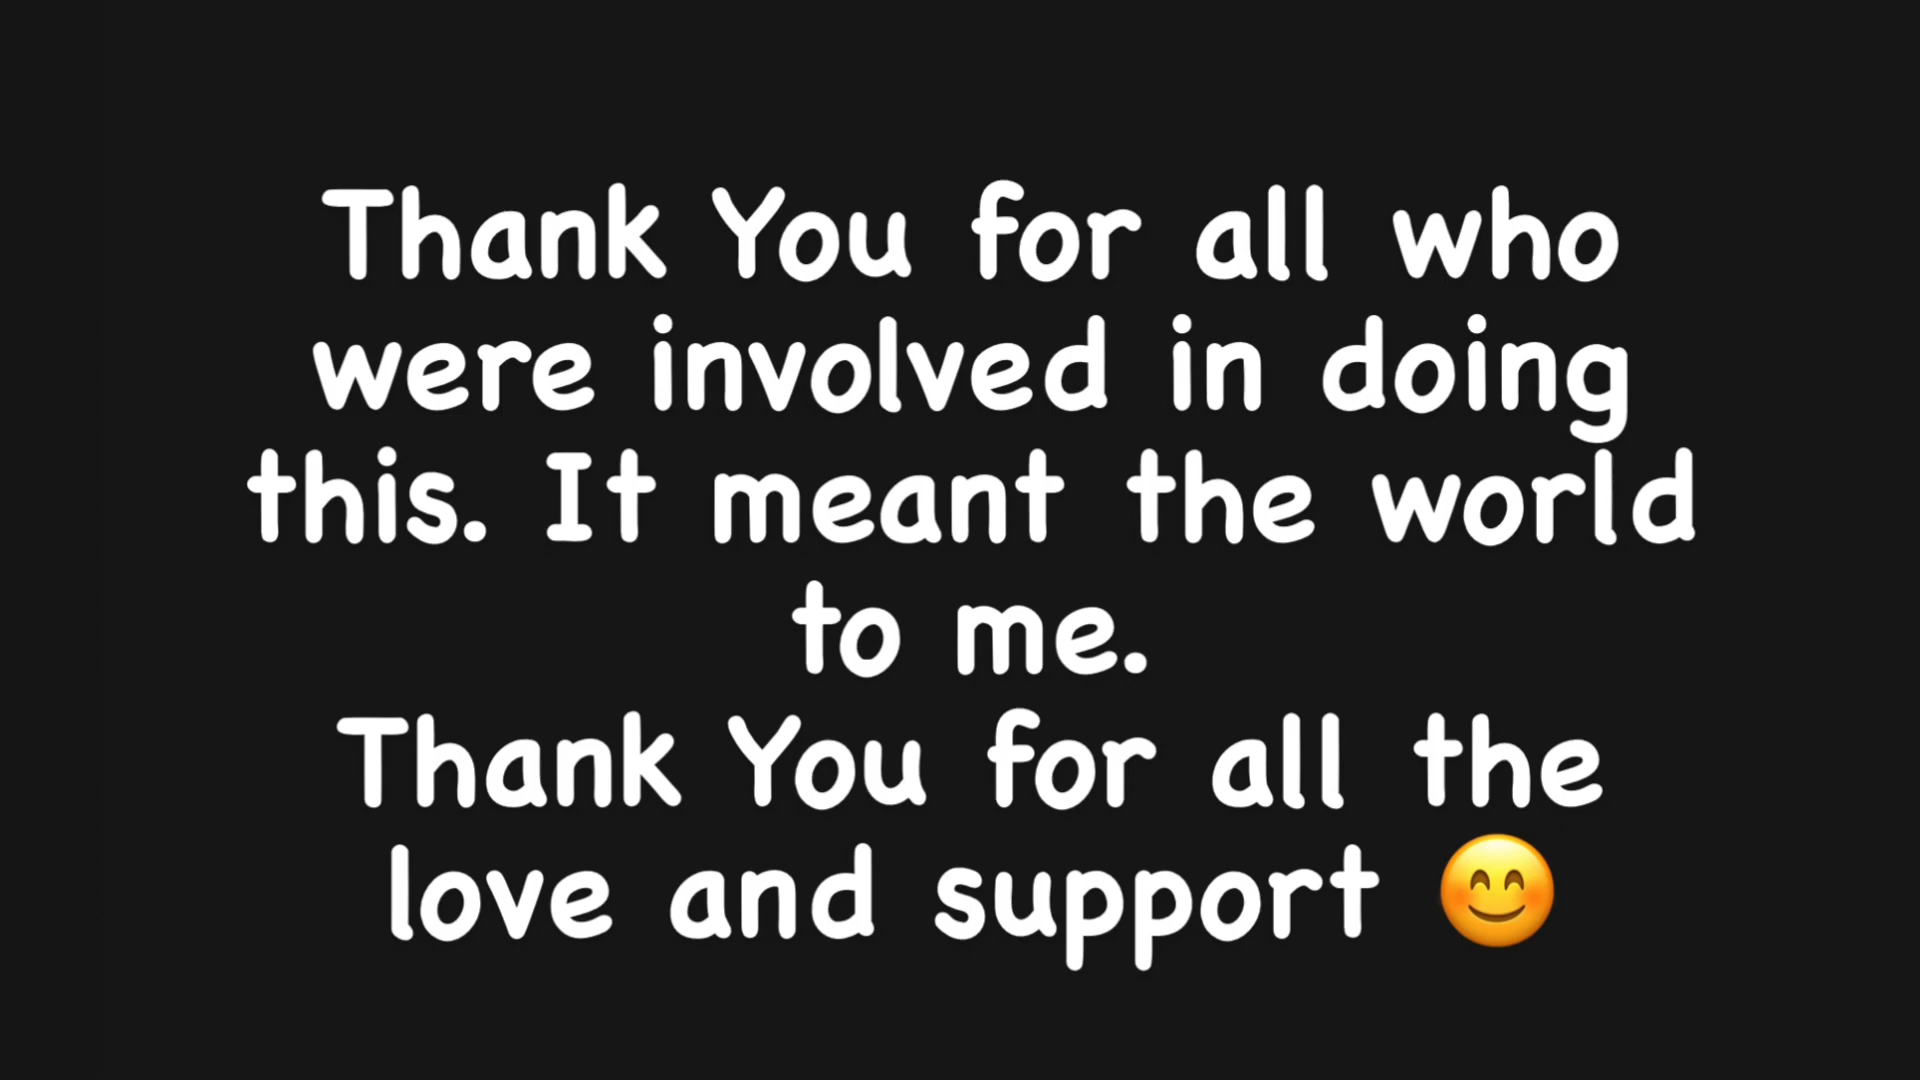 Thank You for all who
were involved in doing
this. It meant the world
to me.
Thank You for all the
love and support 😊